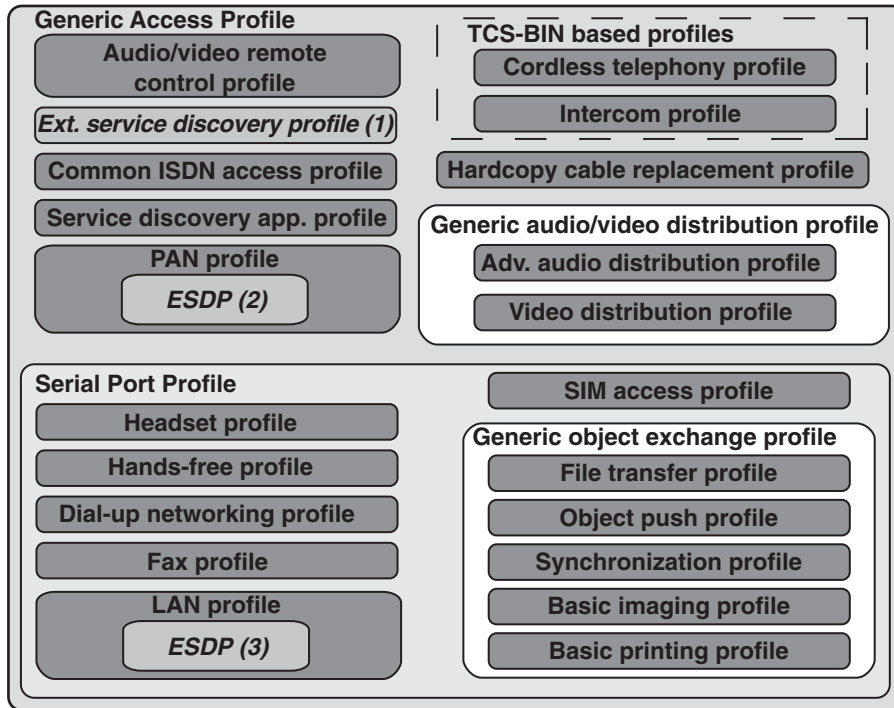 Generic Access Profile
Audio/video remote
control profile
Ext. service discovery profile (1)
Common ISDN access profile
Service discovery app. profile
PAN profile
ESDP (2)
TCS-BIN based profiles
Cordless telephony profile
Intercom profile
Hardcopy cable replacement profile
Generic audio/video distribution profile
Adv. audio distribution profile
Video distribution profile
Serial Port Profile
Headset profile
Hands-free profile
Dial-up networking profile
Fax profile
LAN profile
ESDP (3)
SIM access profile
Generic object exchange profile
File transfer profile
Object push profile
Synchronization profile
Basic imaging profile
Basic printing profile